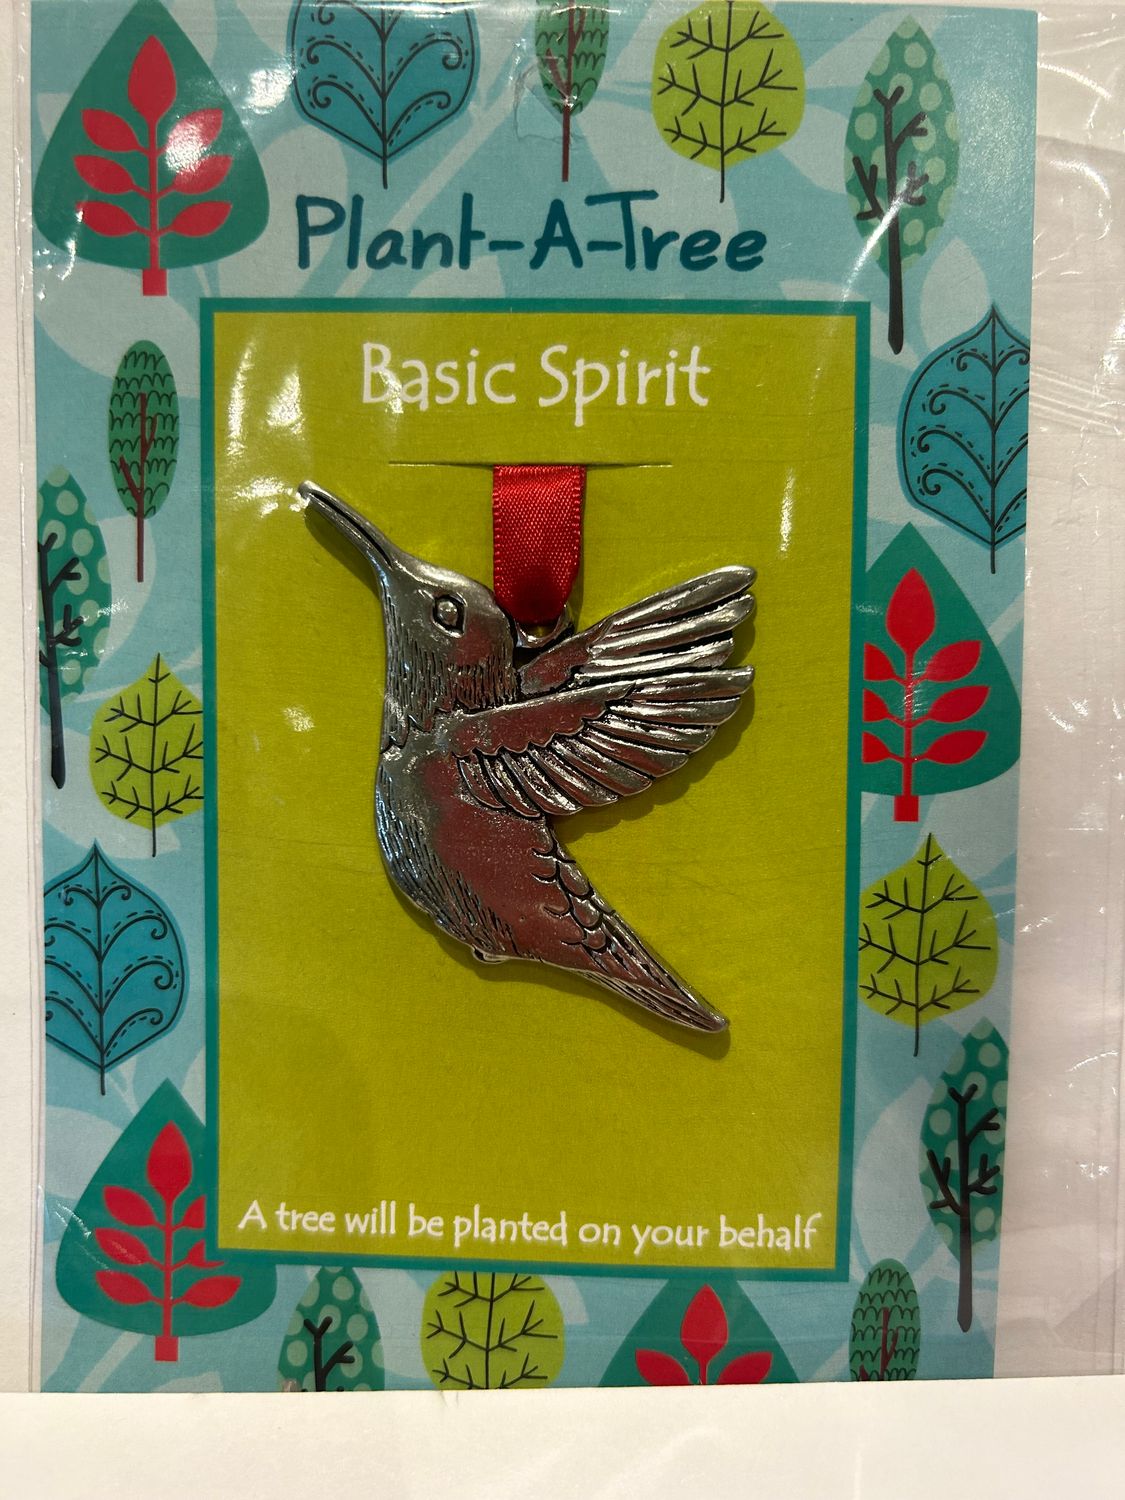 Plant-A-Tree
Basic Spirit
A tree will be planted on your behalf